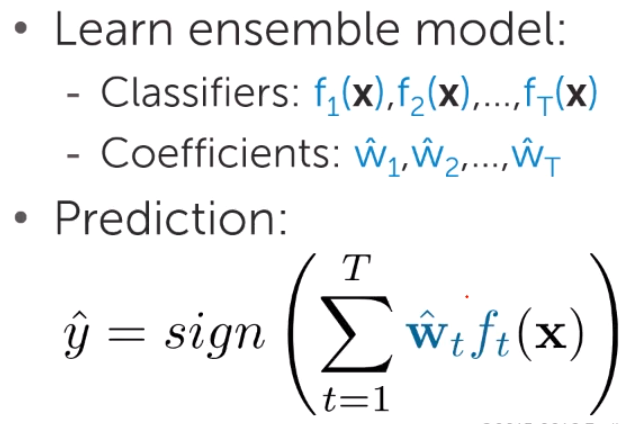 • Learn ensemble model:
- Classifiers: f₁(x),f₂(x),...,f_T(x)
- Coefficients: ŵ₁,ŵ₂,...,ŵ_T
• Prediction:
ŷ = sign ( ∑_{t=1}^{T} ŵ_t f_t(x) )